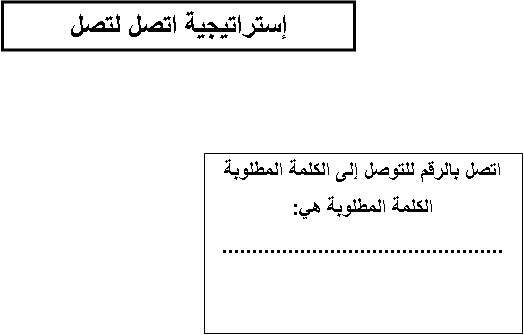 إستراتيجية اتصل لتصل
اتصل بالرقم للتوصل إلى الكلمة المطلوبة
الكلمة المطلوبة هي:
...............................................